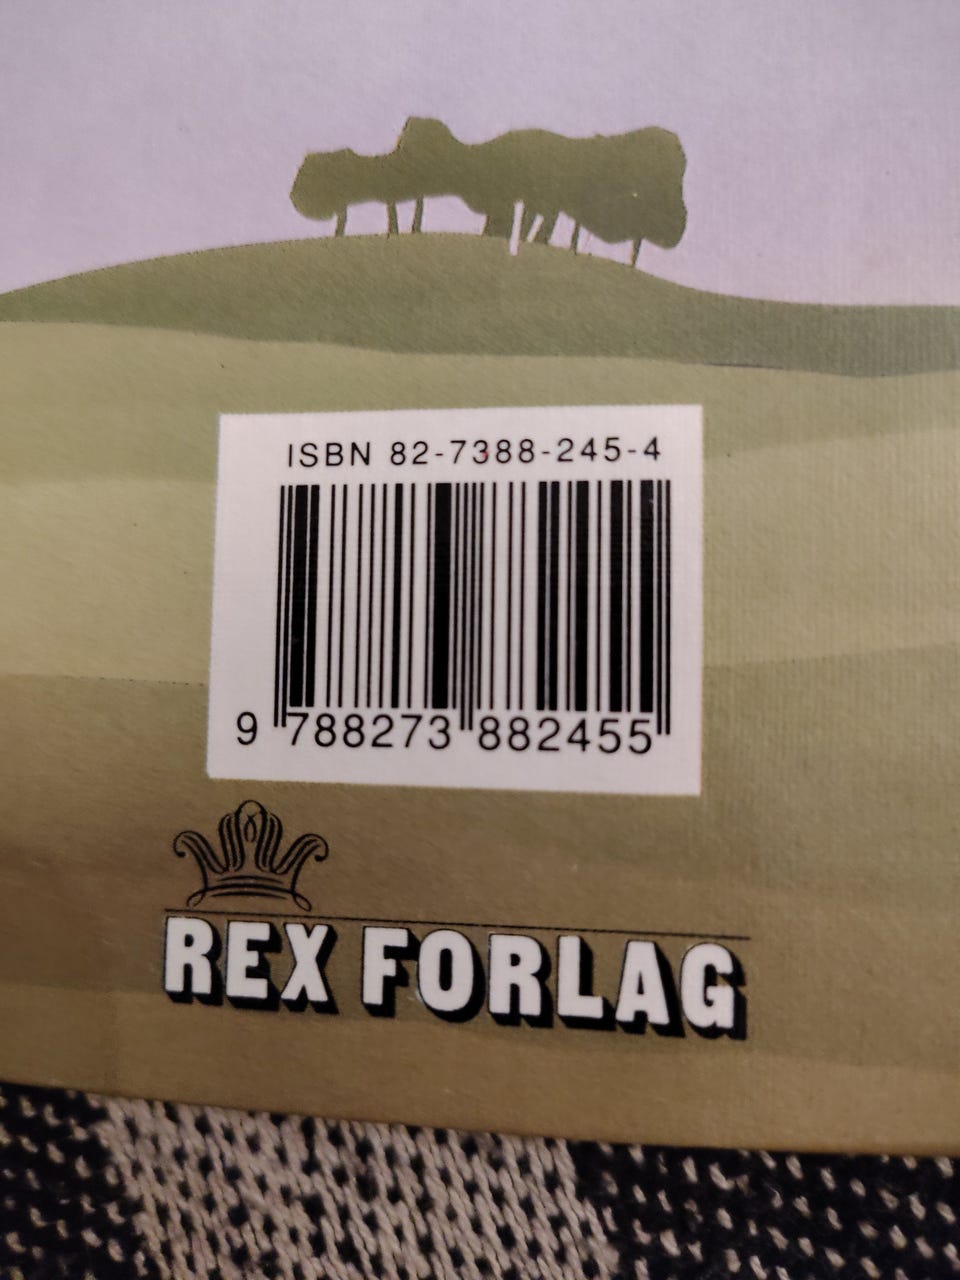 ISBN 82-7388-245-4
9 788273 882455
REX FORLAG